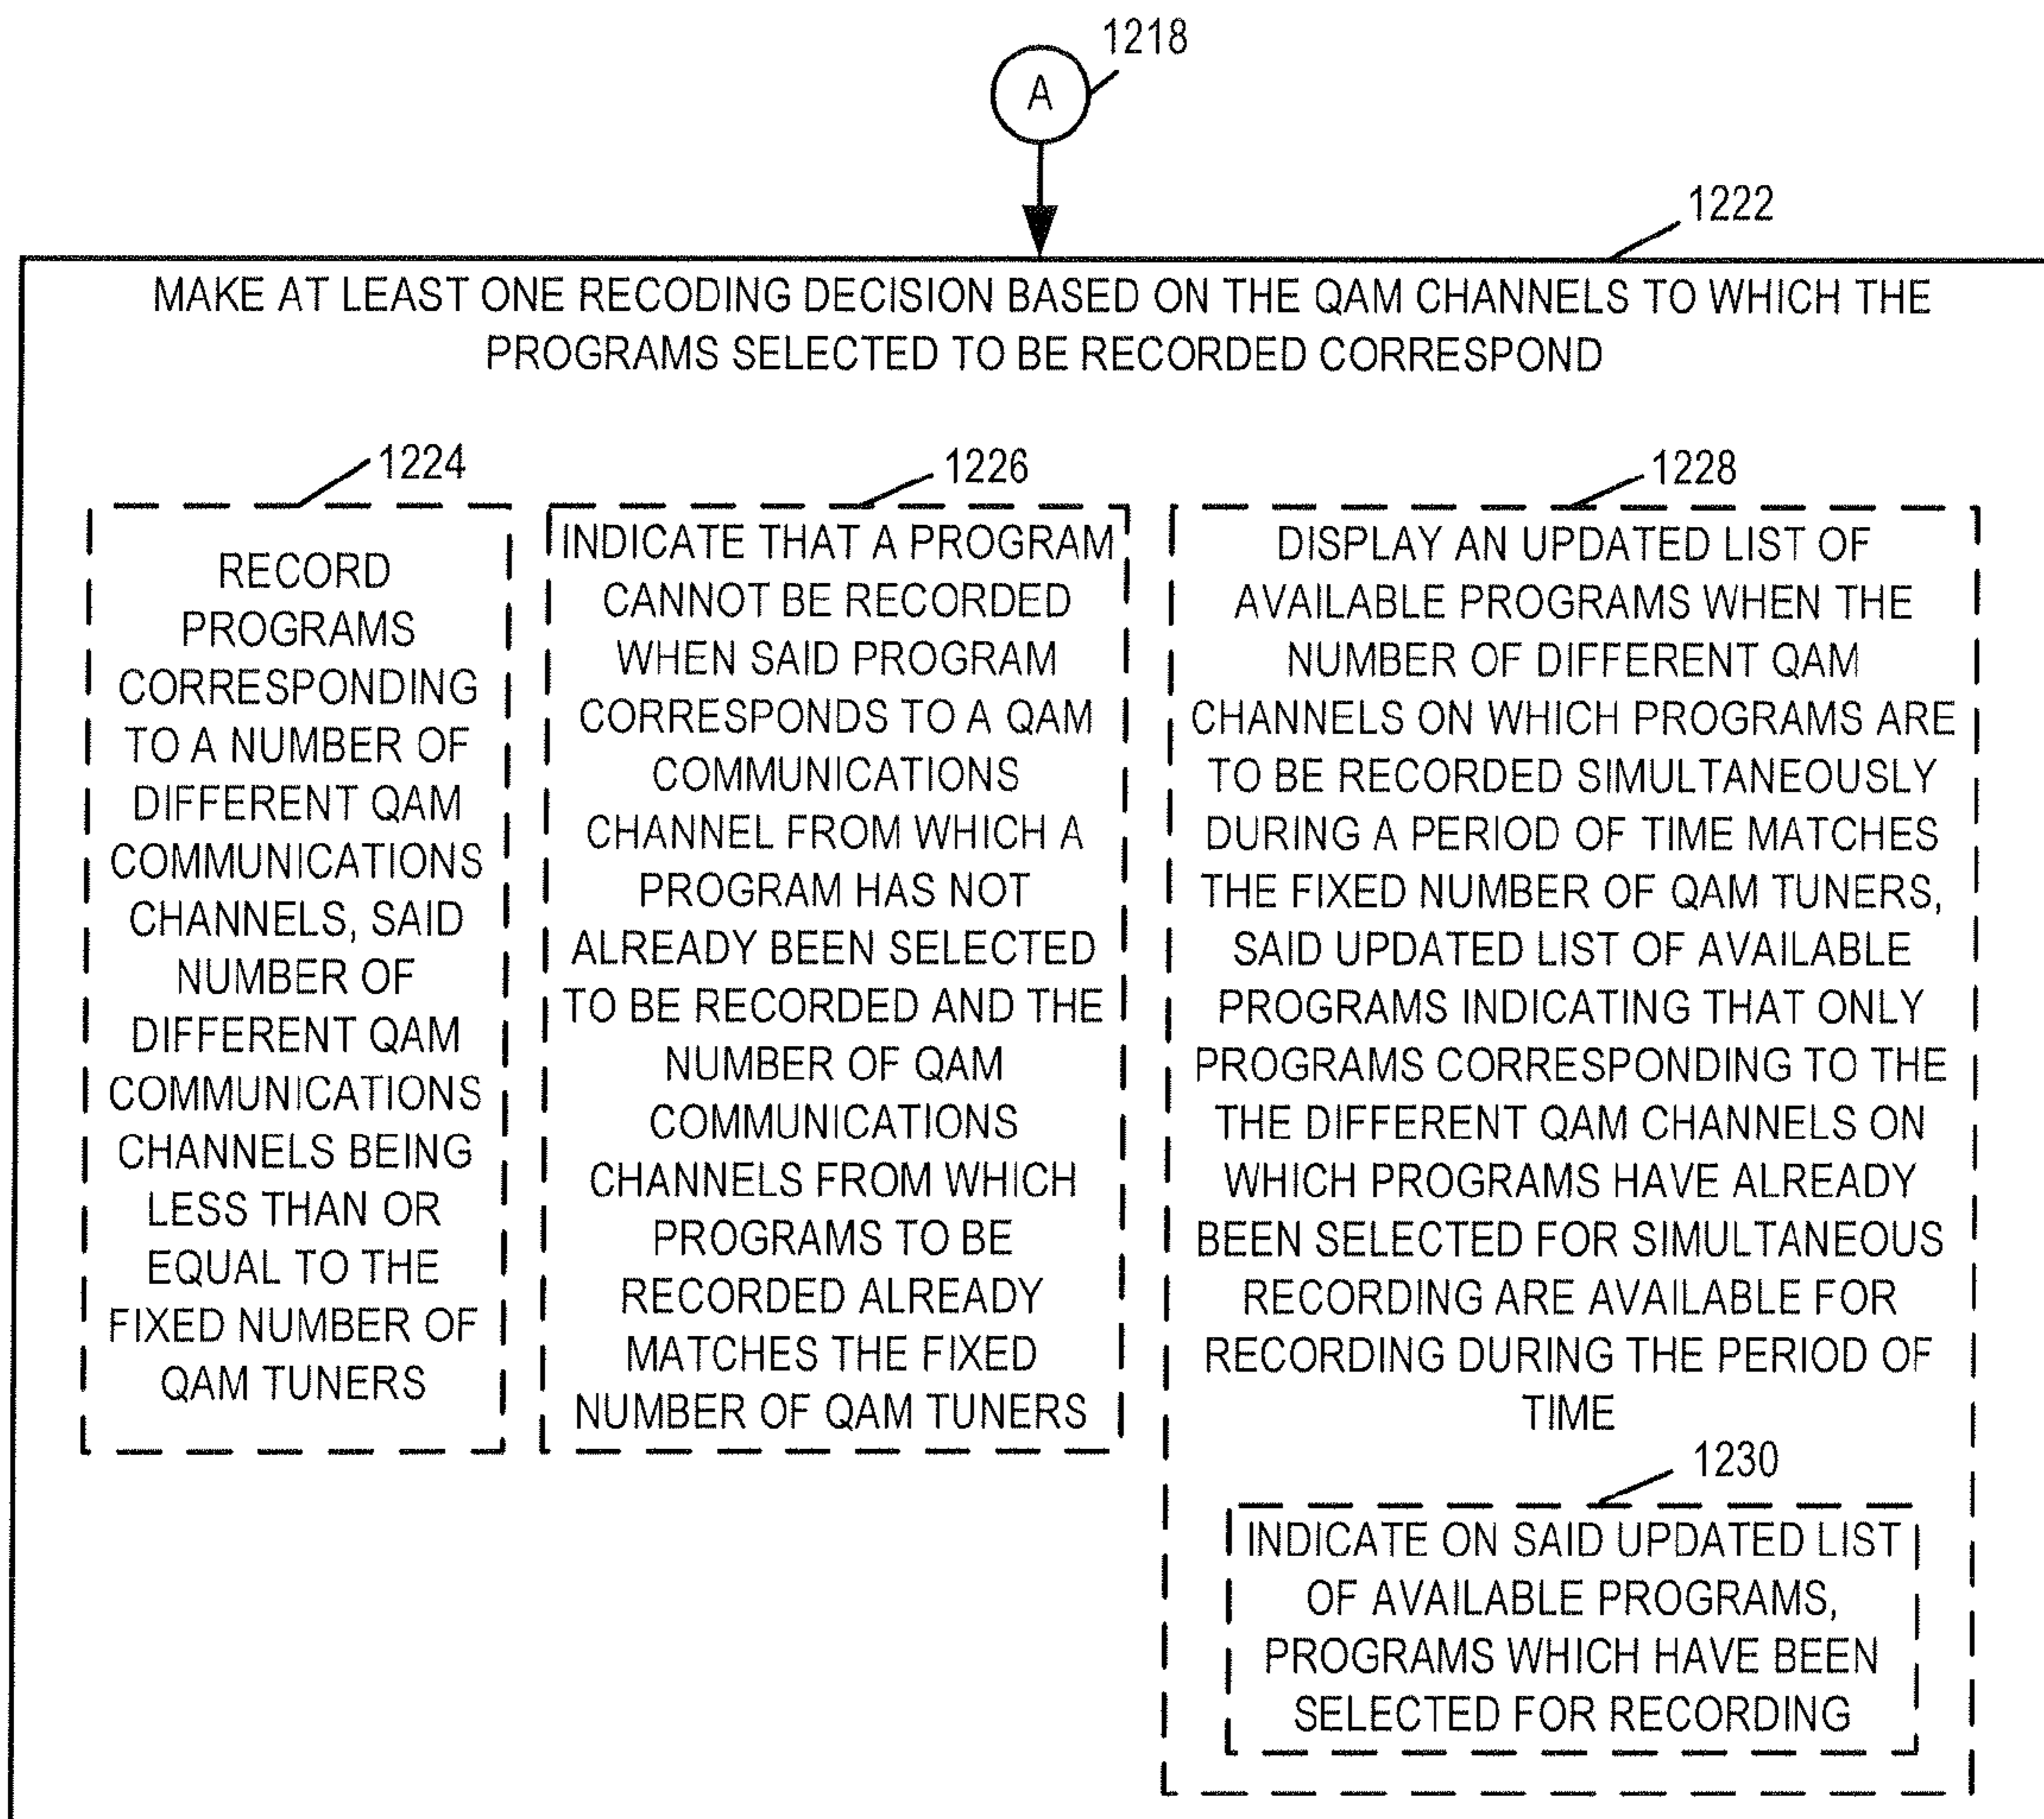 1218
A
1222
MAKE AT LEAST ONE RECODING DECISION BASED ON THE QAM CHANNELS TO WHICH THE
PROGRAMS SELECTED TO BE RECORDED CORRESPOND
1224
RECORD
PROGRAMS
CORRESPONDING
TO A NUMBER OF
DIFFERENT QAM
COMMUNICATIONS
CHANNELS, SAID
NUMBER OF
DIFFERENT QAM
COMMUNICATIONS
CHANNELS BEING
LESS THAN OR
EQUAL TO THE
FIXED NUMBER OF
QAM TUNERS
1226
INDICATE THAT A PROGRAM
CANNOT BE RECORDED
WHEN SAID PROGRAM
CORRESPONDS TO A QAM
COMMUNICATIONS
CHANNEL FROM WHICH A
PROGRAM HAS NOT
ALREADY BEEN SELECTED
TO BE RECORDED AND THE
NUMBER OF QAM
COMMUNICATIONS
CHANNELS FROM WHICH
PROGRAMS TO BE
RECORDED ALREADY
MATCHES THE FIXED
NUMBER OF QAM TUNERS
1228
DISPLAY AN UPDATED LIST OF
AVAILABLE PROGRAMS WHEN THE
NUMBER OF DIFFERENT QAM
CHANNELS ON WHICH PROGRAMS ARE
TO BE RECORDED SIMULTANEOUSLY
DURING A PERIOD OF TIME MATCHES
THE FIXED NUMBER OF QAM TUNERS,
SAID UPDATED LIST OF AVAILABLE
PROGRAMS INDICATING THAT ONLY
PROGRAMS CORRESPONDING TO THE
THE DIFFERENT QAM CHANNELS ON
WHICH PROGRAMS HAVE ALREADY
BEEN SELECTED FOR SIMULTANEOUS
RECORDING ARE AVAILABLE FOR
RECORDING DURING THE PERIOD OF
TIME
1230
INDICATE ON SAID UPDATED LIST
OF AVAILABLE PROGRAMS,
PROGRAMS WHICH HAVE BEEN
SELECTED FOR RECORDING